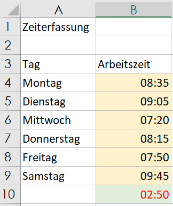 A B
1 Zeiterfassung
2
3 Tag Arbeitszeit
4 Montag 08:35
5 Dienstag 09:05
6 Mittwoch 07:20
7 Donnerstag 08:15
8 Freitag 07:50
9 Samstag 09:45
10 02:50